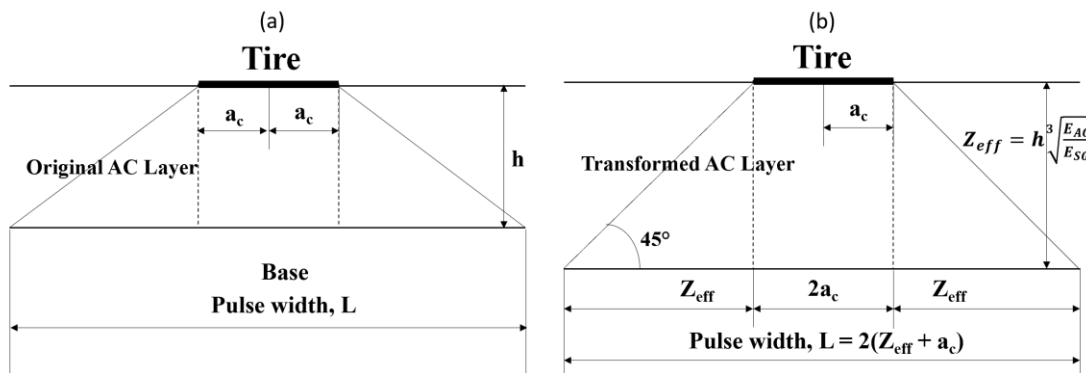 (a)
Tire
a_c
a_c
Original AC Layer
h
Base
Pulse width, L
(b)
Tire
a_c
Z_eff = h ∛(E_AC/E_SG
Transformed AC Layer
45°
Z_eff
2a_c
Z_eff
Pulse width, L = 2(Z_eff + a_c)